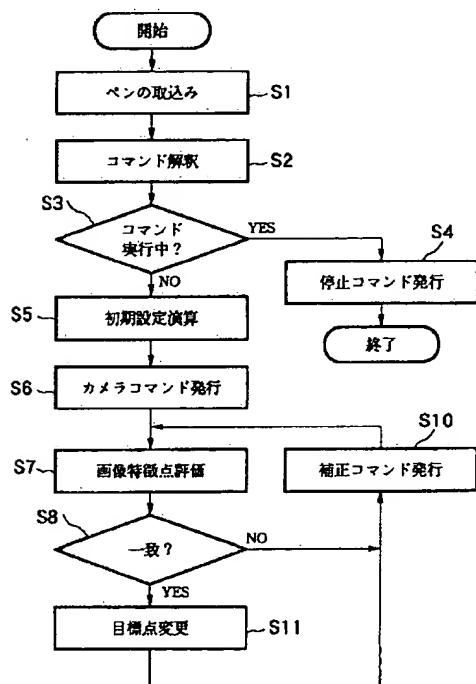 開始
ペンの取込み
S1
コマンド解釈
S2
S3
コマンド
実行中？
YES
NO
S4
停止コマンド発行
終了
S5
初期設定演算
S6
カメラコマンド発行
S7
画像特徴点評価
S10
補正コマンド発行
S8
一致？
NO
YES
目標点変更
S11